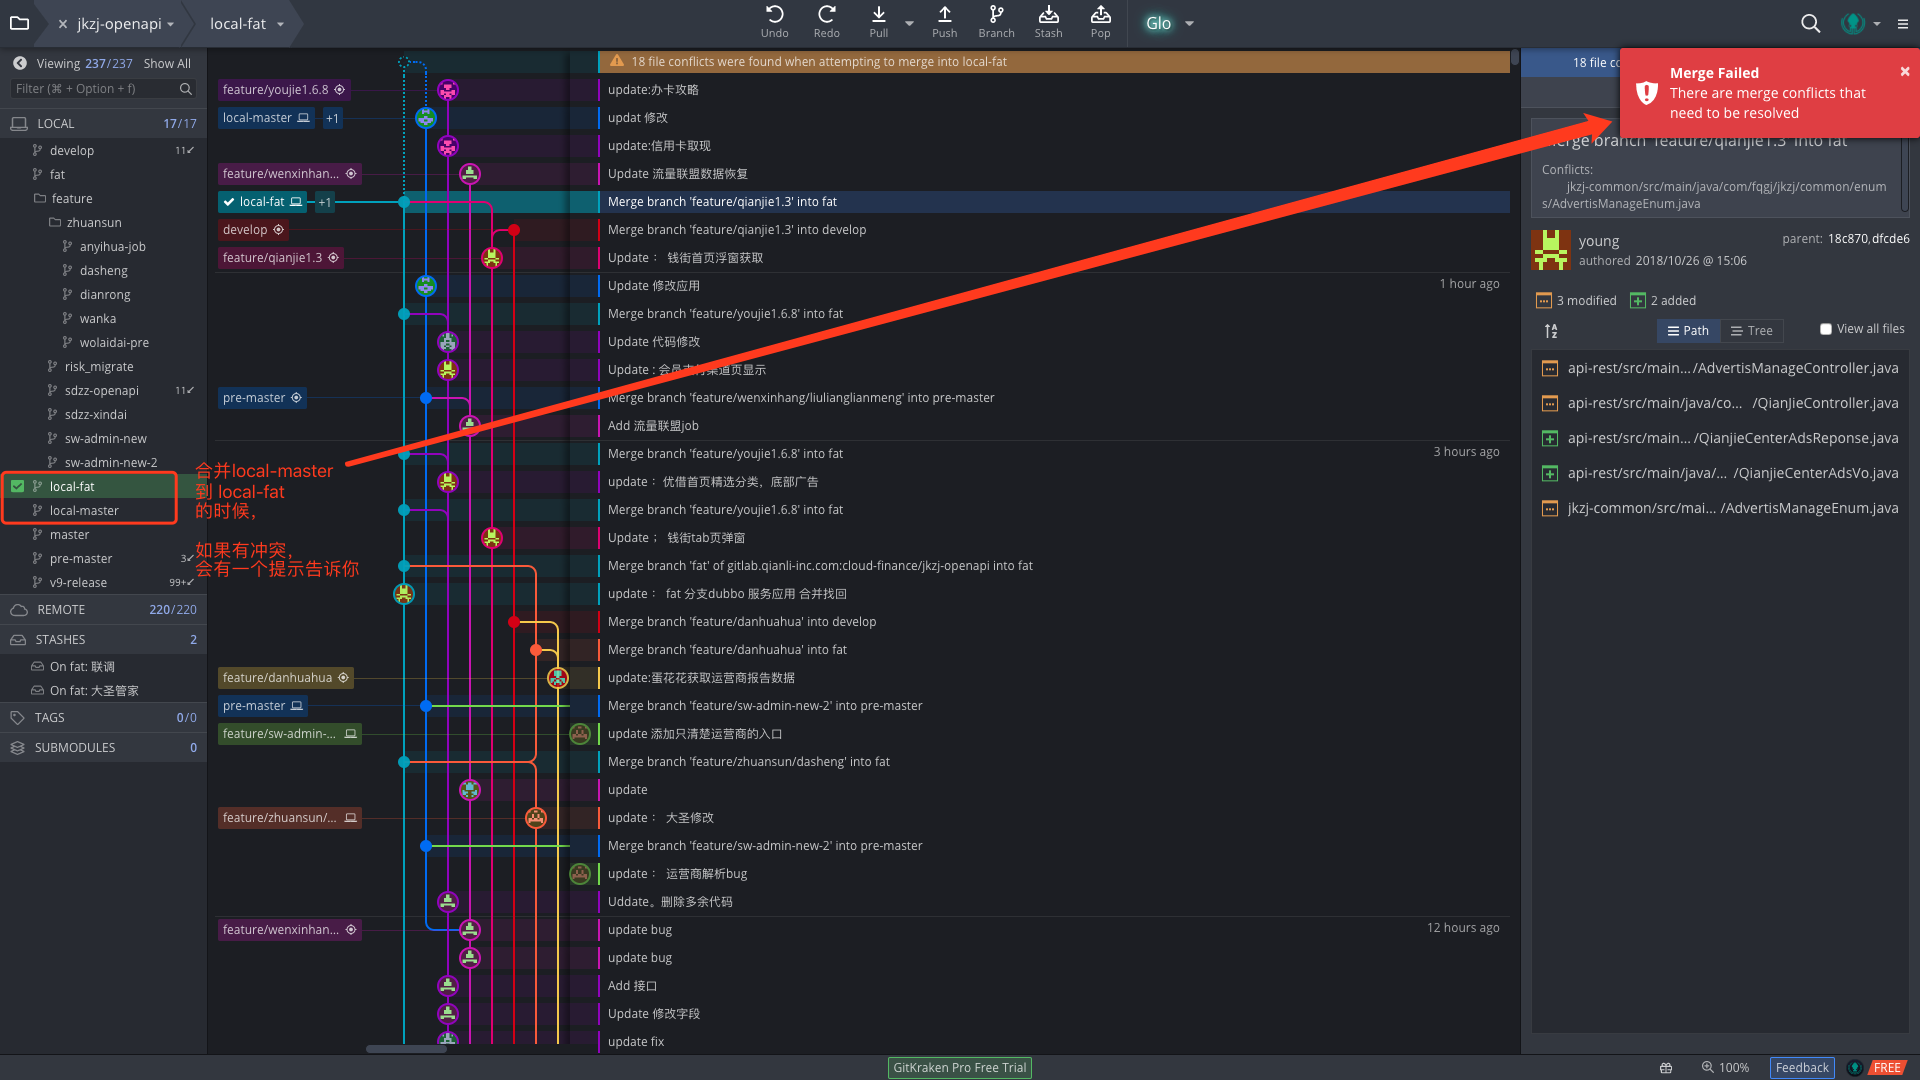 jkzj-openapi
local-fat
Undo
Redo
Pull
Push
Branch
Stash
Pop
Glo
Viewing 237/237 Show All
Filter (⌘ + Option + f)
LOCAL 17/17
develop 11
fat
feature
zhuansun
anyihua-job
dasheng
dianrong
wanka
wolaidai-pre
risk_migrate
sdzz-openapi 11
sdzz-xindai
sw-admin-new
sw-admin-new-2
local-fat
local-master
master
pre-master 3
v9-release 99+
REMOTE 220/220
STASHES 2
On fat: 联调
On fat: 大圣管家
TAGS 0/0
SUBMODULES 0
合并local-master
到 local-fat
的时候，
如果有冲突，
会有一个提示告诉你
18 file conflicts were found when attempting to merge into local-fat
feature/youjie1.6.8 update:办卡攻略
local-master +1 updat 修改
update:信用卡取现
feature/wenxinhan... Update 流量联盟数据恢复
local-fat +1 Merge branch 'feature/qianjie1.3' into fat
develop Merge branch 'feature/qianjie1.3' into develop
feature/qianjie1.3 Update： 钱街首页浮窗获取
Update 修改应用 1 hour ago
Merge branch 'feature/youjie1.6.8' into fat
Update 代码修改
Update : 会员 渠道页显示
pre-master Merge branch 'feature/wenxinhang/liulianglianmeng' into pre-master
Add 流量联盟job
Merge branch 'feature/youjie1.6.8' into fat 3 hours ago
update： 优借首页精选分类，底部广告
Merge branch 'feature/youjie1.6.8' into fat
Update； 钱街tab页弹窗
Merge branch 'fat' of gitlab.qianli-inc.com:cloud-finance/jkzj-openapi into fat
update： fat 分支dubbo 服务应用 合并找回
Merge branch 'feature/danhuahua' into develop
Merge branch 'feature/danhuahua' into fat
feature/danhuahua update:蛋花花获取运营商报告数据
pre-master Merge branch 'feature/sw-admin-new-2' into pre-master
feature/sw-admin-... update 添加只清楚运营商的入口
Merge branch 'feature/zhuansun/dasheng' into fat
update
feature/zhuansun/... update： 大圣修改
Merge branch 'feature/sw-admin-new-2' into pre-master
update： 运营商解析bug
Uddate。删除多余代码
feature/wenxinhan... update bug 12 hours ago
update bug
Add 接口
Update 修改字段
update fix
18 file co
Merge Failed
There are merge conflicts that
need to be resolved
Merge branch 'feature/qianjie1.3' into fat
Conflicts:
jkzj-common/src/main/java/com/fqgj/jkzj/common/enum
s/AdvertisManageEnum.java
young
authored 2018/10/26 @ 15:06
parent: 18c870,dfcde6
3 modified 2 added
Path Tree View all files
api-rest/src/main... /AdvertisManageController.java
api-rest/src/main/java/co... /QianJieController.java
api-rest/src/main... /QianjieCenterAdsReponse.java
api-rest/src/main/java/... /QianjieCenterAdsVo.java
jkzj-common/src/mai... /AdvertisManageEnum.java
GitKraken Pro Free Trial
100%
Feedback
FREE